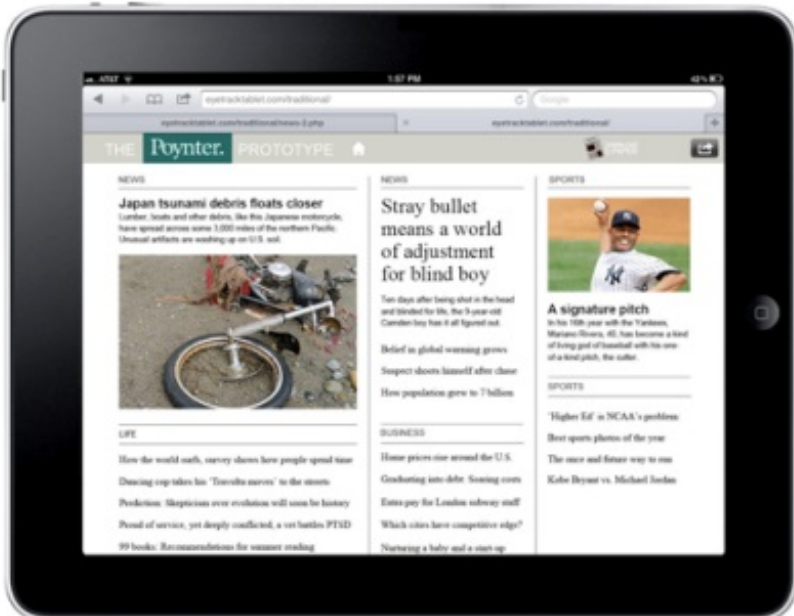 AT&T
1:57 PM
42%
eyetracktablet.com/traditional/
Google
eyetracktablet.com/traditional/news-2.php
eyetracktablet.com/traditional/
THE Poynter. PROTOTYPE
NEWS
Japan tsunami debris floats closer
Lumber, boats and other debris, like this Japanese motorcycle,
have spread across some 3,000 miles of the northern Pacific.
Unusual artifacts are washing up on U.S. soil.
LIFE
How the world surfs, survey shows how people spend time
Dancing cop takes his 'Travolta moves' to the streets
Prediction: Skepticism over evolution will soon be history
Proud of service, yet deeply conflicted, a vet battles PTSD
99 books: Recommendations for summer reading
NEWS
Stray bullet
means a world
of adjustment
for blind boy
Ten days after being shot in the head
and blinded for life, the 9-year-old
Camden boy has it all figured out.
Belief in global warming grows
Suspect shoots himself after chase
How population grew to 7 billion
BUSINESS
Home prices rise around the U.S.
Graduating into debt: Soaring costs
Extra pay for London subway staff
Which cities have competitive edge?
Nurturing a baby and a start-up
SPORTS
A signature pitch
In his 16th year with the Yankees,
Mariano Rivera, 40, has become a kind
of living god of baseball with his one-
of-a-kind pitch, the cutter.
SPORTS
'Higher Ed' is NCAA's problem
Best sports photos of the year
The once and future way to run
Kobe Bryant vs. Michael Jordan